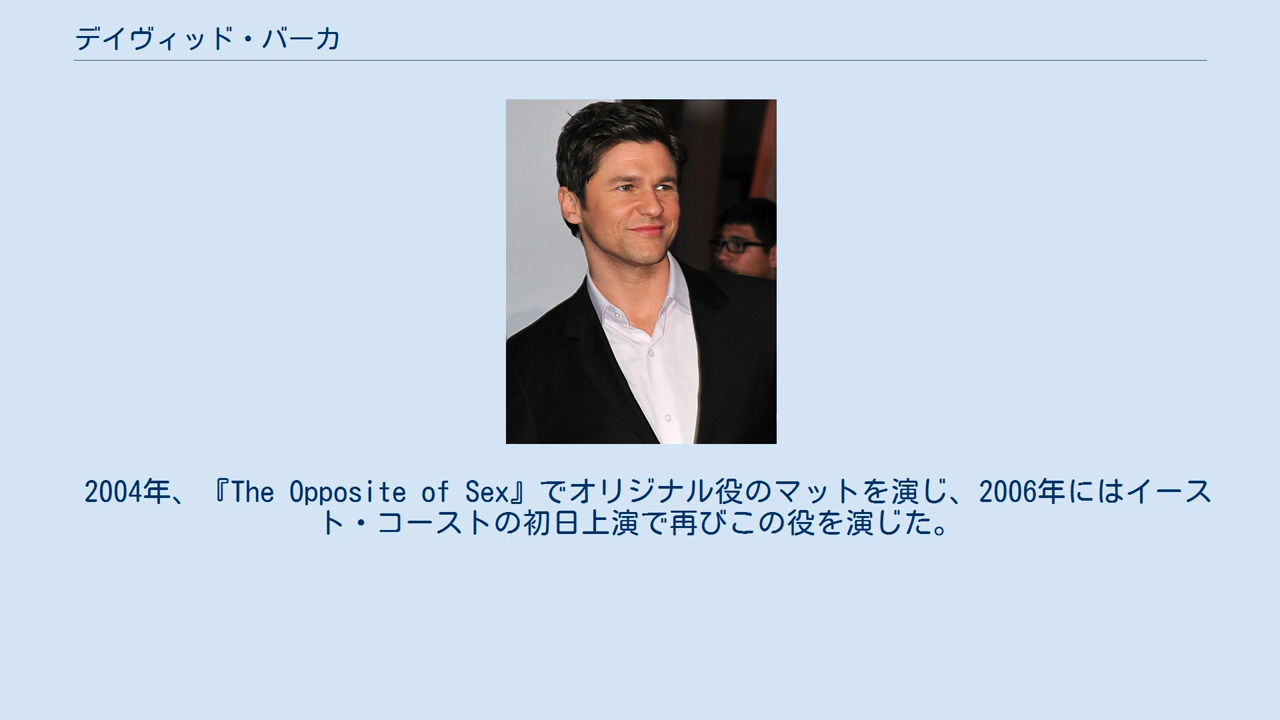 デイヴィッド・バーカ
2004年、『The Opposite of Sex』でオリジナル役のマットを演じ、2006年にはイース
ト・コーストの初日上演で再びこの役を演じた。